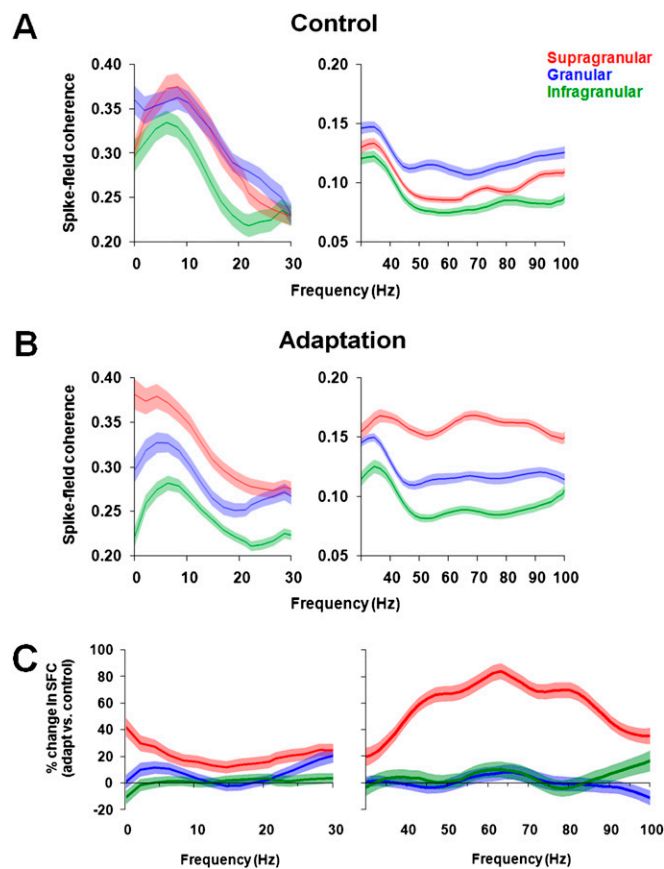 A
Control
Supragranular
Granular
Infragranular
Spike-field coherence
0.40
0.35
0.30
0.25
0.20
0 10 20 30
0.20
0.15
0.10
0.05
40 50 60 70 80 90 100
Frequency (Hz)
B
Adaptation
Spike-field coherence
0.40
0.30
0.25
0.20
0 10 20 30
0.20
0.15
0.10
0.05
40 50 60 70 80 90 100
Frequency (Hz)
C
% change In SFC
(adapt vs. control)
100
80
60
40
20
0
-20
0 10 20 30
40 60 80 100
Frequency (Hz) Frequency (Hz)